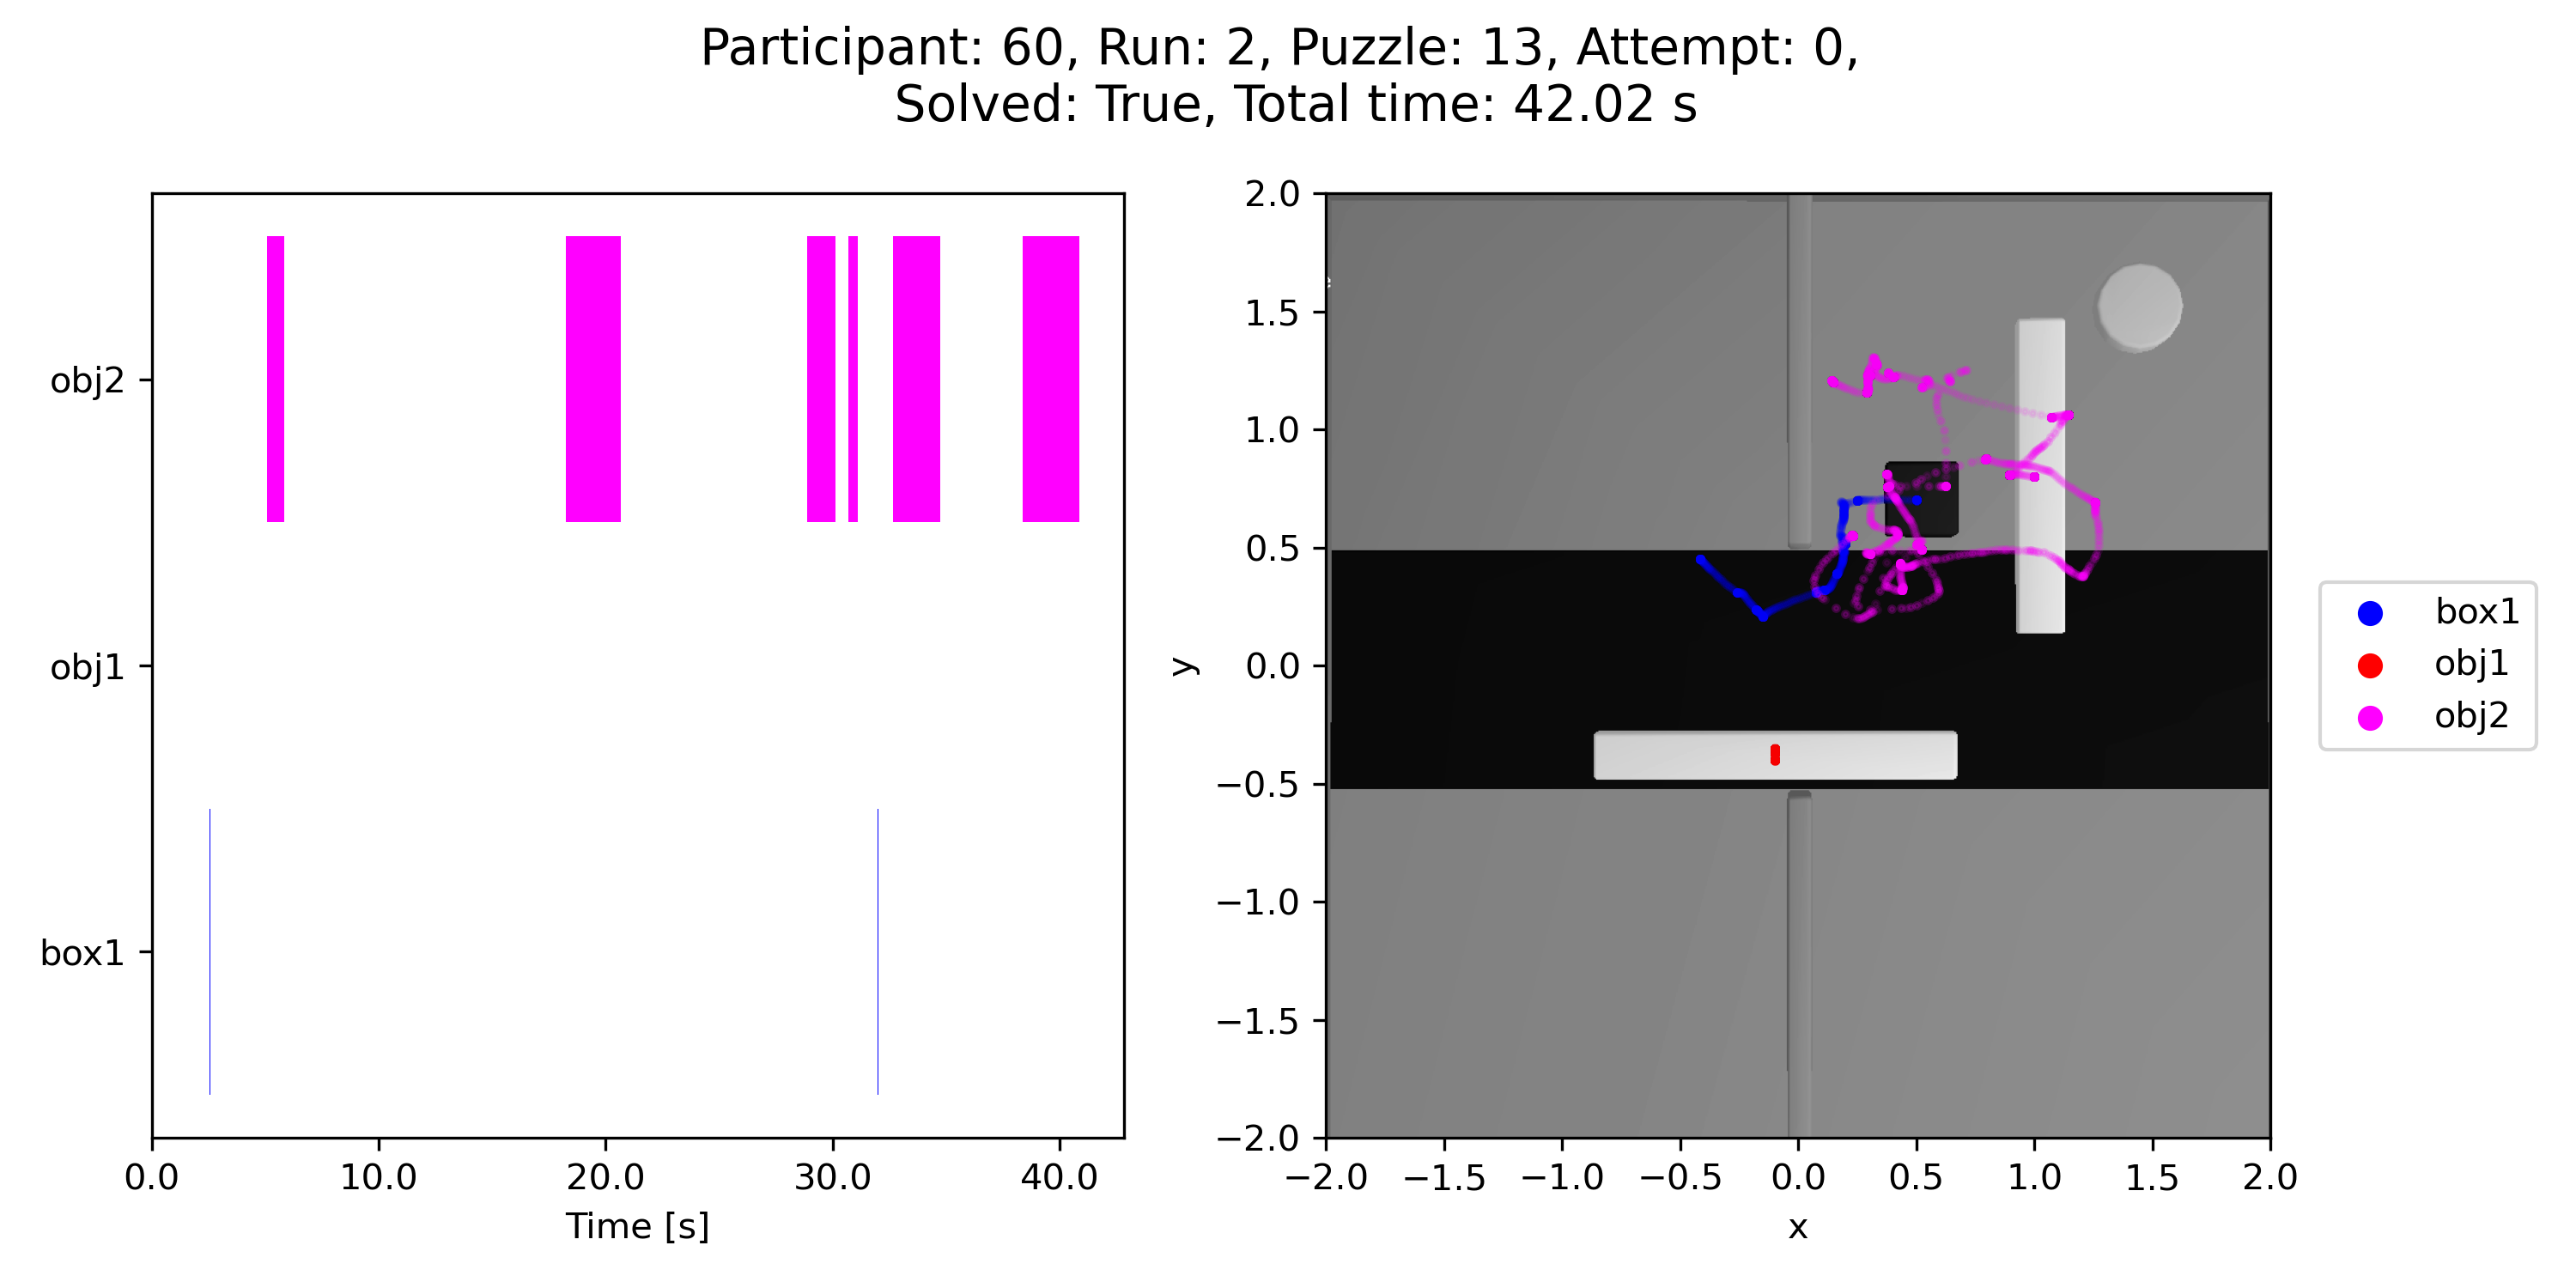 Participant: 60, Run: 2, Puzzle: 13, Attempt: 0,
Solved: True, Total time: 42.02 s
obj2
obj1
box1
0.0 10.0 20.0 30.0 40.0
Time [s]
2.0
1.5
1.0
0.5
0.0
−0.5
−1.0
−1.5
−2.0
y
−2.0 −1.5 −1.0 −0.5 0.0 0.5 1.0 1.5 2.0
x
box1
obj1
obj2